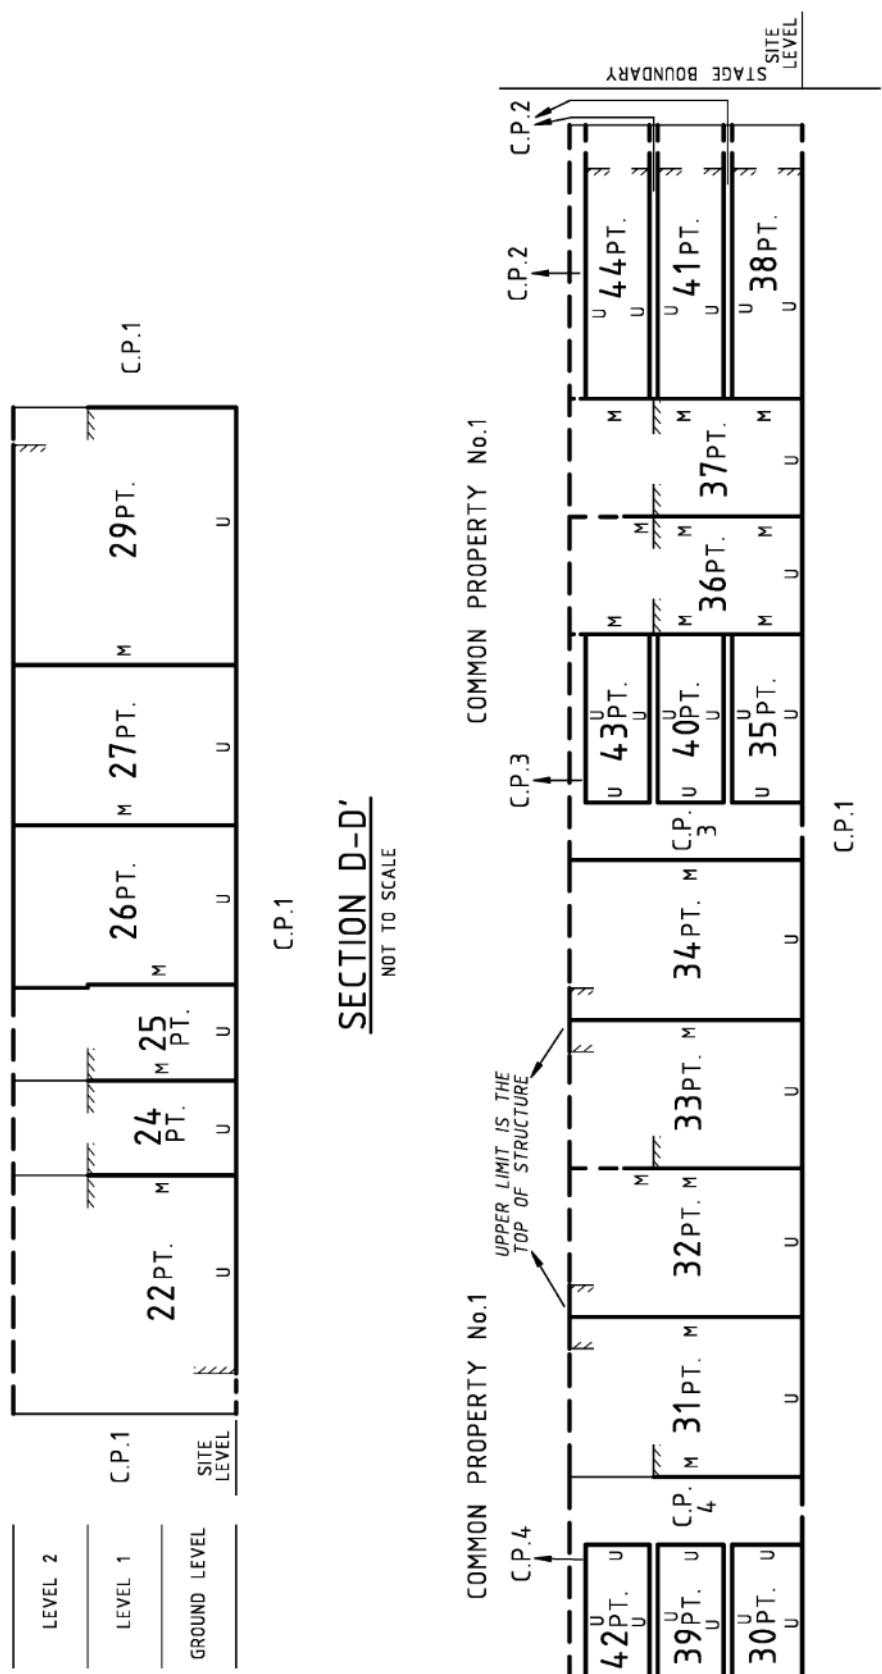 LEVEL 2
LEVEL 1
GROUND LEVEL
C.P.1
SITE
LEVEL
22PT.
M
U
24
PT.
U
M
25
PT.
U
M
26PT.
U
M
27PT.
U
M
29PT.
U
C.P.1
C.P.1
SECTION D-D'
NOT TO SCALE
COMMON PROPERTY No.1
COMMON PROPERTY No.1
C.P.4
UPPER LIMIT IS THE
TOP OF STRUCTURE
C.P.3
C.P.2
C.P.2
STAGE BOUNDARY
SITE
LEVEL
42PT.
U
U
U
39PT.
U
U
U
30PT.
U
U
U
C.P.
4
M
31PT.
M
U
32PT.
M
M
U
33PT.
M
U
34PT.
M
U
C.P.
3
U
43PT.
U
U
U
40PT.
U
U
U
35PT.
U
U
M
M
M
36PT.
M
M
M
U
37PT.
M
M
M
U
44PT.
U
U
41PT.
U
U
38PT.
U
U
C.P.1